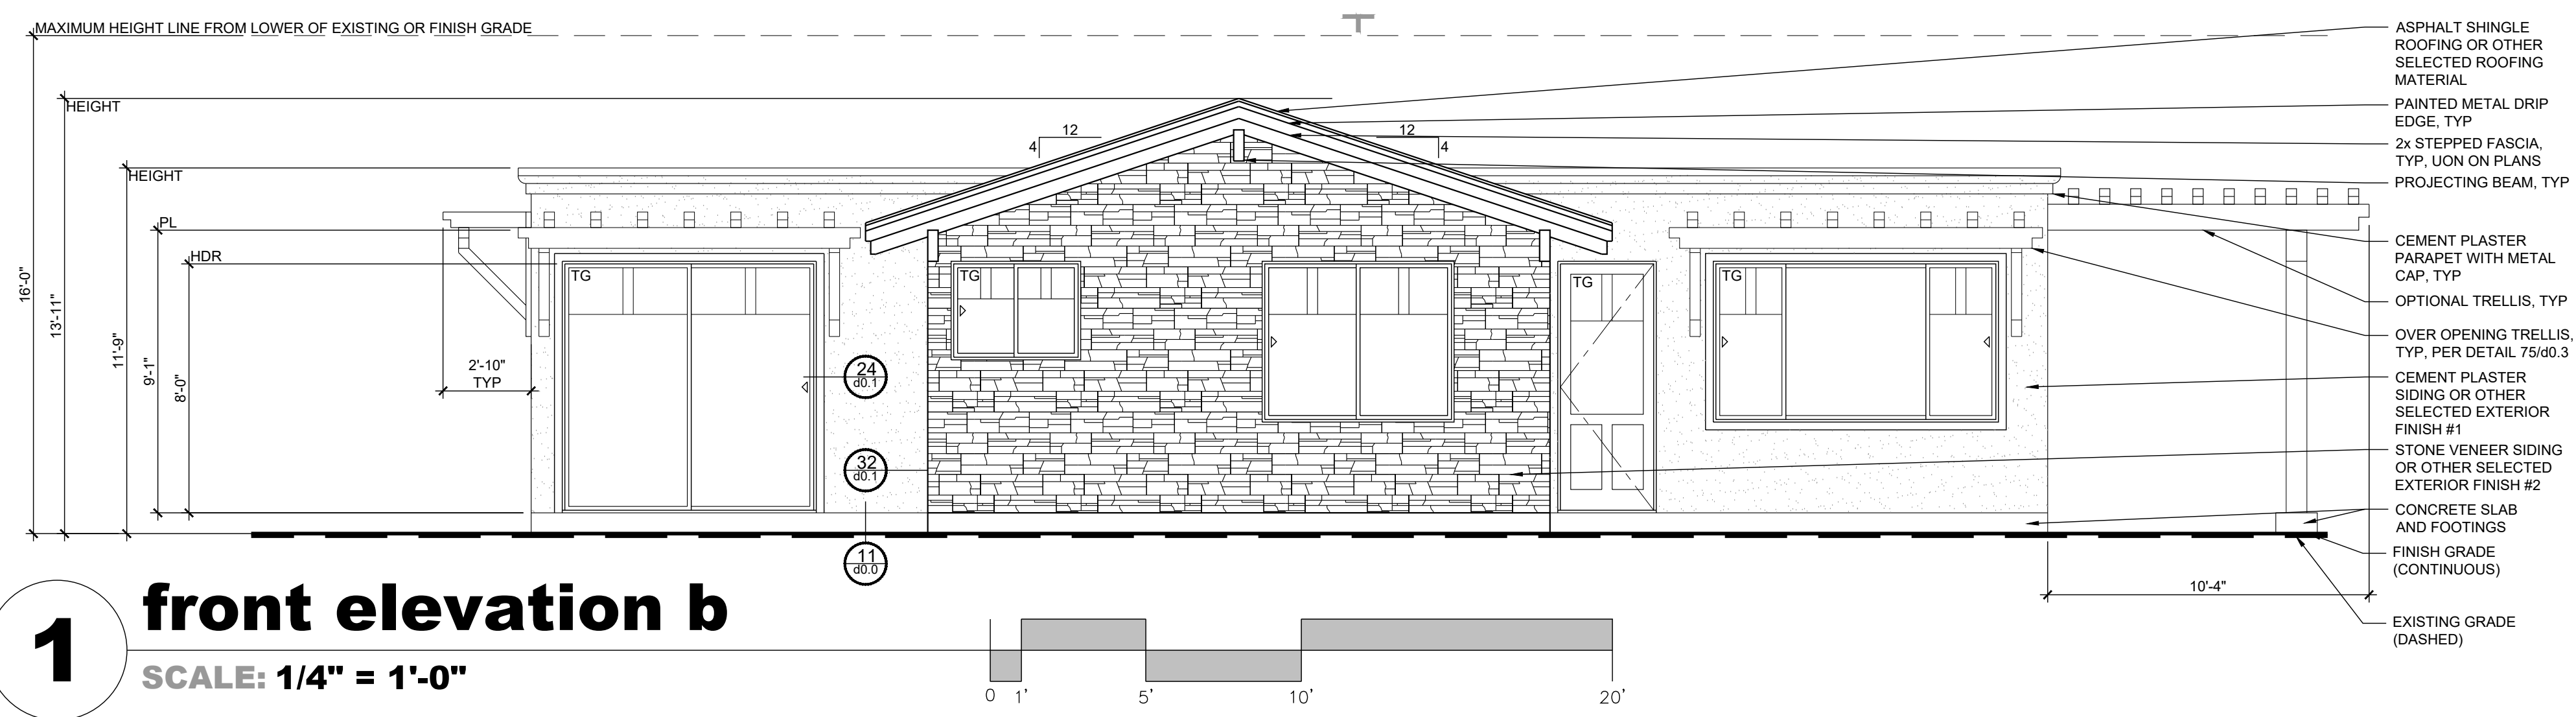 MAXIMUM HEIGHT LINE FROM LOWER OF EXISTING OR FINISH GRADE
HEIGHT
HEIGHT
PL
HDR
16'-0"
13'-11"
11'-9"
9'-1"
8'-0"
2'-10"
TYP
12
4
12
4
TG
TG
TG
TG
24
d0.1
32
d0.1
11
d0.0
10'-4"
ASPHALT SHINGLE
ROOFING OR OTHER
SELECTED ROOFING
MATERIAL
PAINTED METAL DRIP
EDGE, TYP
2x STEPPED FASCIA,
TYP, UON ON PLANS
PROJECTING BEAM, TYP
CEMENT PLASTER
PARAPET WITH METAL
CAP, TYP
OPTIONAL TRELLIS, TYP
OVER OPENING TRELLIS,
TYP, PER DETAIL 75/d0.3
CEMENT PLASTER
SIDING OR OTHER
SELECTED EXTERIOR
FINISH #1
STONE VENEER SIDING
OR OTHER SELECTED
EXTERIOR FINISH #2
CONCRETE SLAB
AND FOOTINGS
FINISH GRADE
(CONTINUOUS)
EXISTING GRADE
(DASHED)
1
front elevation b
SCALE: 1/4" = 1'-0"
0 1' 5' 10' 20'